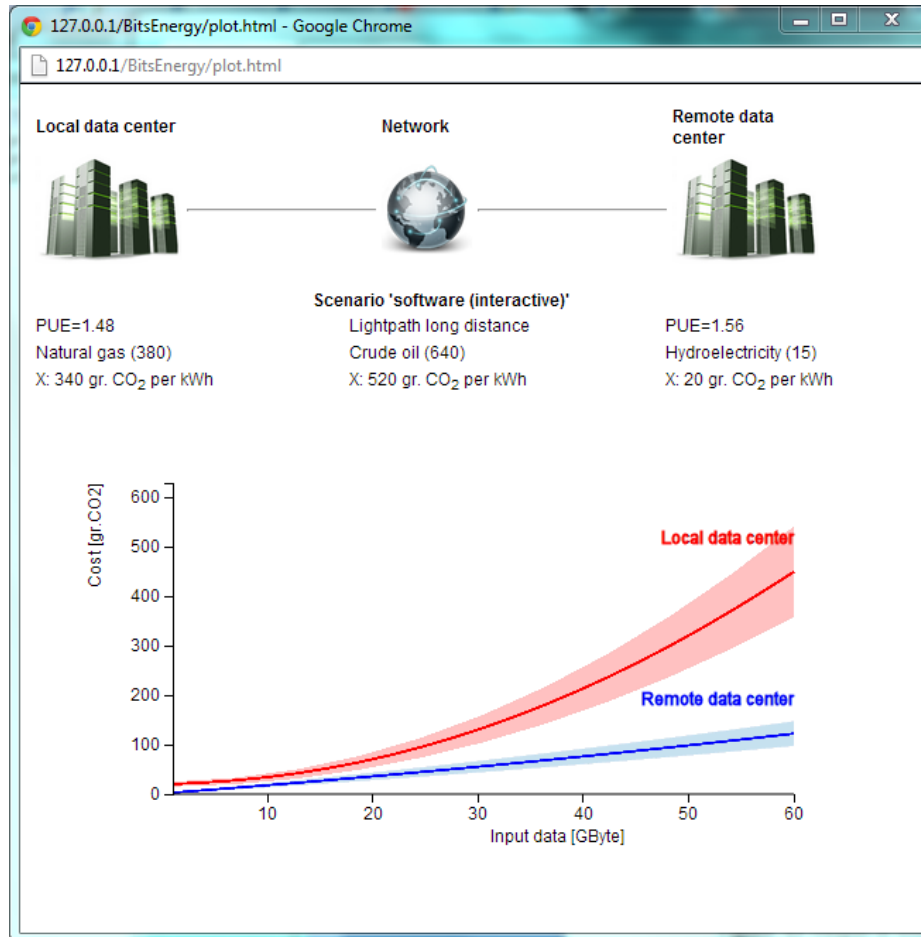 127.0.0.1/BitsEnergy/plot.html - Google Chrome
127.0.0.1/BitsEnergy/plot.html
Local data center
Network
Remote data
center
Scenario 'software (interactive)'
PUE=1.48
Lightpath long distance
PUE=1.56
Natural gas (380)
Crude oil (640)
Hydroelectricity (15)
X: 340 gr. CO2 per kWh
X: 520 gr. CO2 per kWh
X: 20 gr. CO2 per kWh
Cost [gr.CO2]
600
500
400
300
200
100
0
Local data center
Remote data center
10 20 30 40 50 60
Input data [GByte]